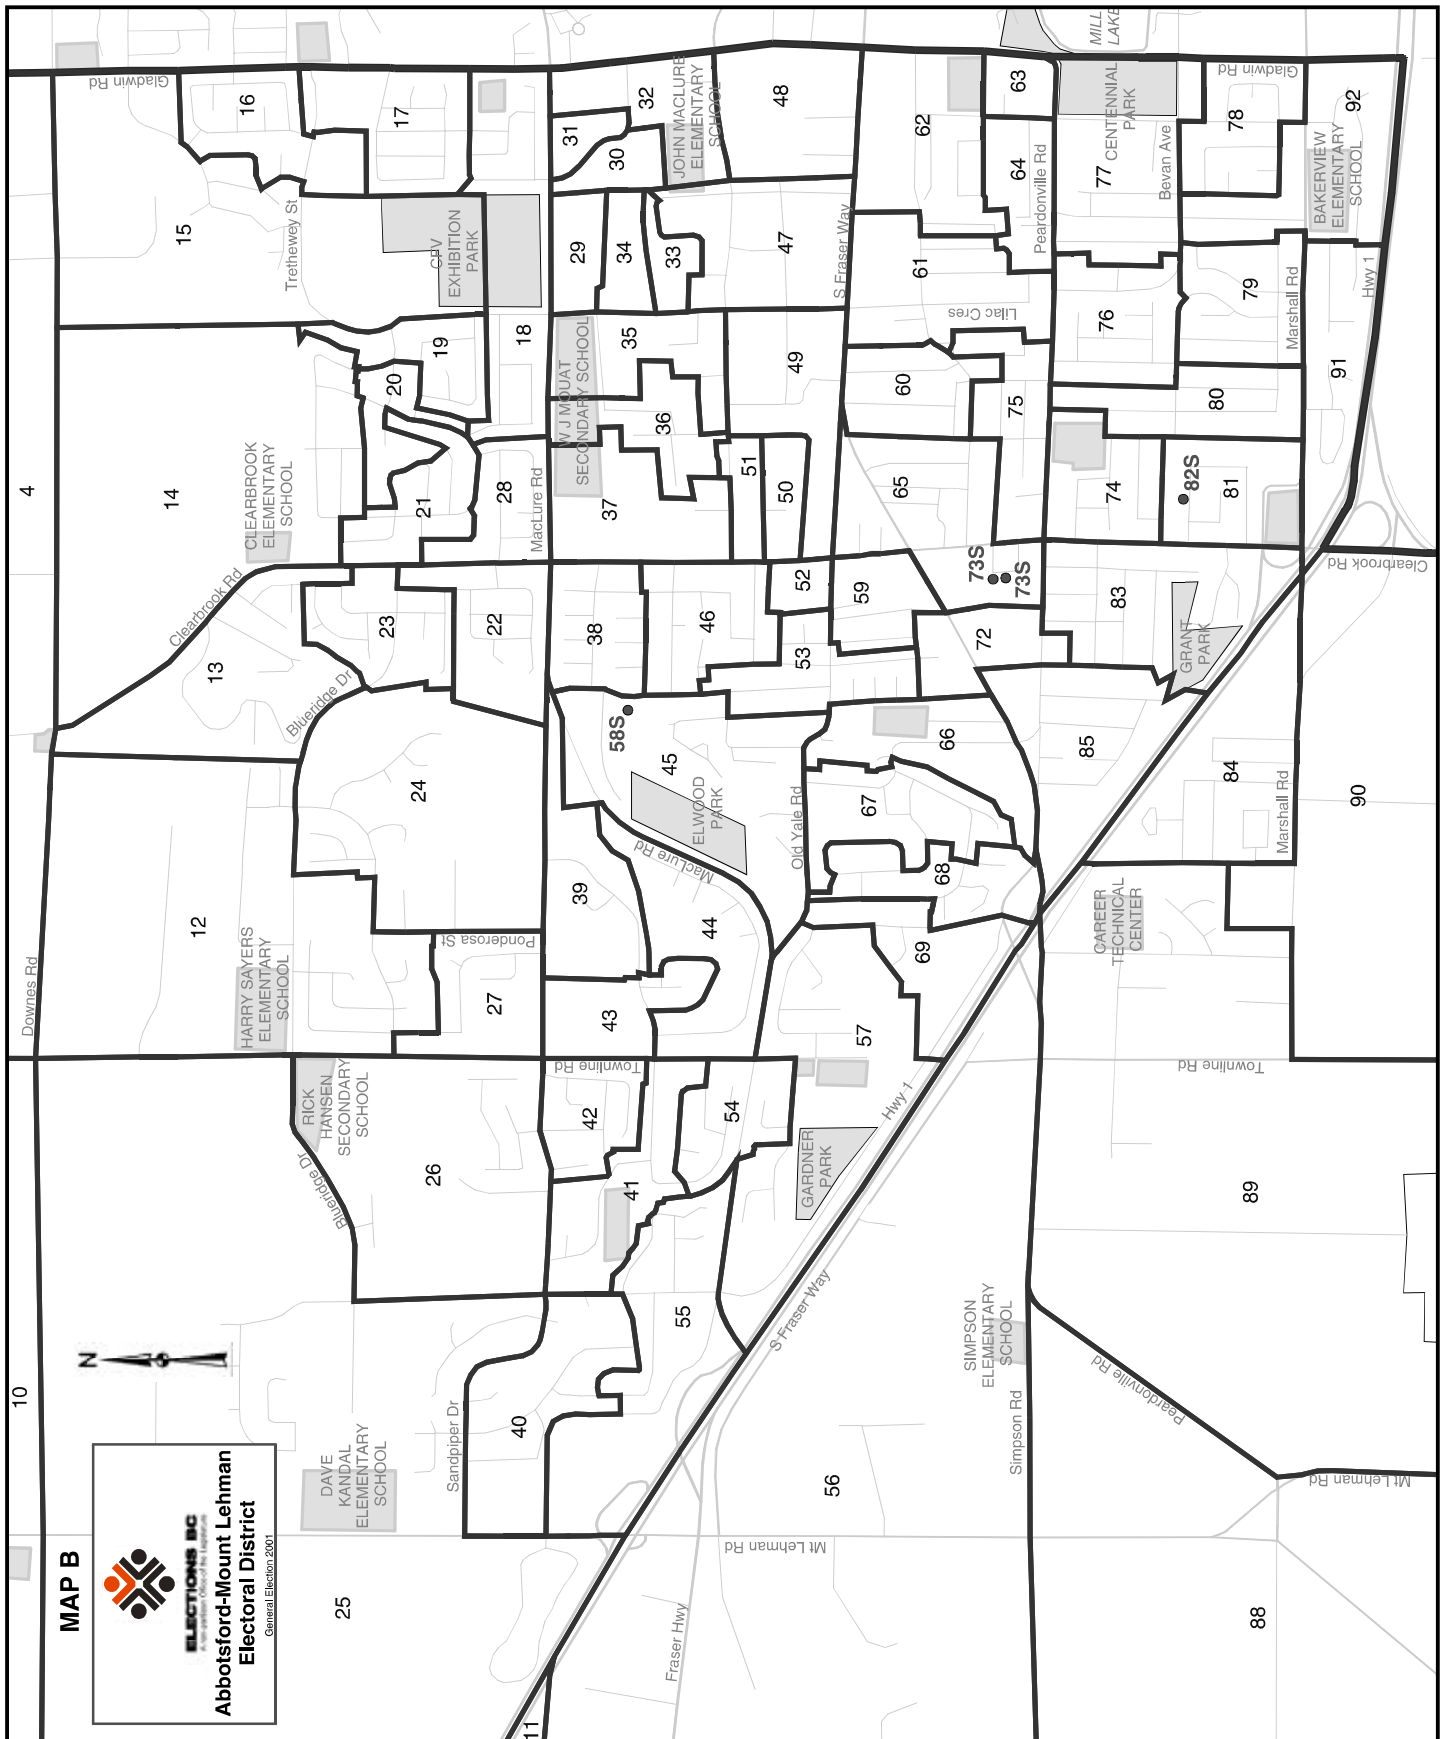 MAP B
ELECTIONS BC
A non-partisan Office of the Legislature
Abbotsford-Mount Lehman
Electoral District
General Election 2001
N
4
10
11
12
13
14
15
16
17
18
19
20
21
22
23
24
25
26
27
28
29
30
31
32
33
34
35
36
37
38
39
40
41
42
43
44
45
46
47
48
49
50
51
52
53
54
55
56
57
58S
59
60
61
62
63
64
65
66
67
68
69
72
73S
73S
74
75
76
77
78
79
80
81
82S
83
84
85
88
89
90
91
92
Gladwin Rd
Gladwin Rd
Trethewey St
CFV
EXHIBITION
PARK
JOHN MACLURE
ELEMENTARY
SCHOOL
MILL
LAKE
CENTENNIAL
PARK
Bevan Ave
Peardonville Rd
BAKERVIEW
ELEMENTARY
SCHOOL
S Fraser Way
Lilac Cres
Marshall Rd
Hwy 1
W J MOUAT
SECONDARY SCHOOL
MacLure Rd
CLEARBROOK
ELEMENTARY
SCHOOL
Clearbrook Rd
Clearbrook Rd
Blueridge Dr
GRANT
PARK
ELWOOD
PARK
MacLure Rd
Old Yale Rd
Marshall Rd
Downes Rd
HARRY SAYERS
ELEMENTARY
SCHOOL
Ponderosa St
CAREER
TECHNICAL
CENTER
Townline Rd
Townline Rd
RICK
HANSEN
SECONDARY
SCHOOL
Blueridge Dr
GARDNER
PARK
Hwy 1
S Fraser Way
SIMPSON
ELEMENTARY
SCHOOL
Simpson Rd
Peardonville Rd
Mt Lehman Rd
Mt Lehman Rd
DAVE
KANDAL
ELEMENTARY
SCHOOL
Sandpiper Dr
Fraser Hwy